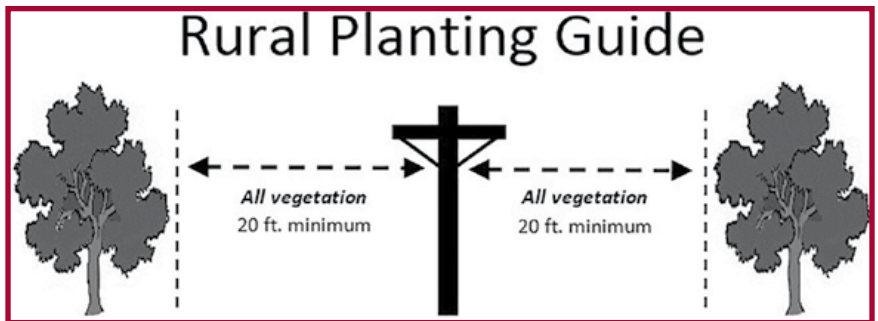 Rural Planting Guide
All vegetation
20 ft. minimum
All vegetation
20 ft. minimum